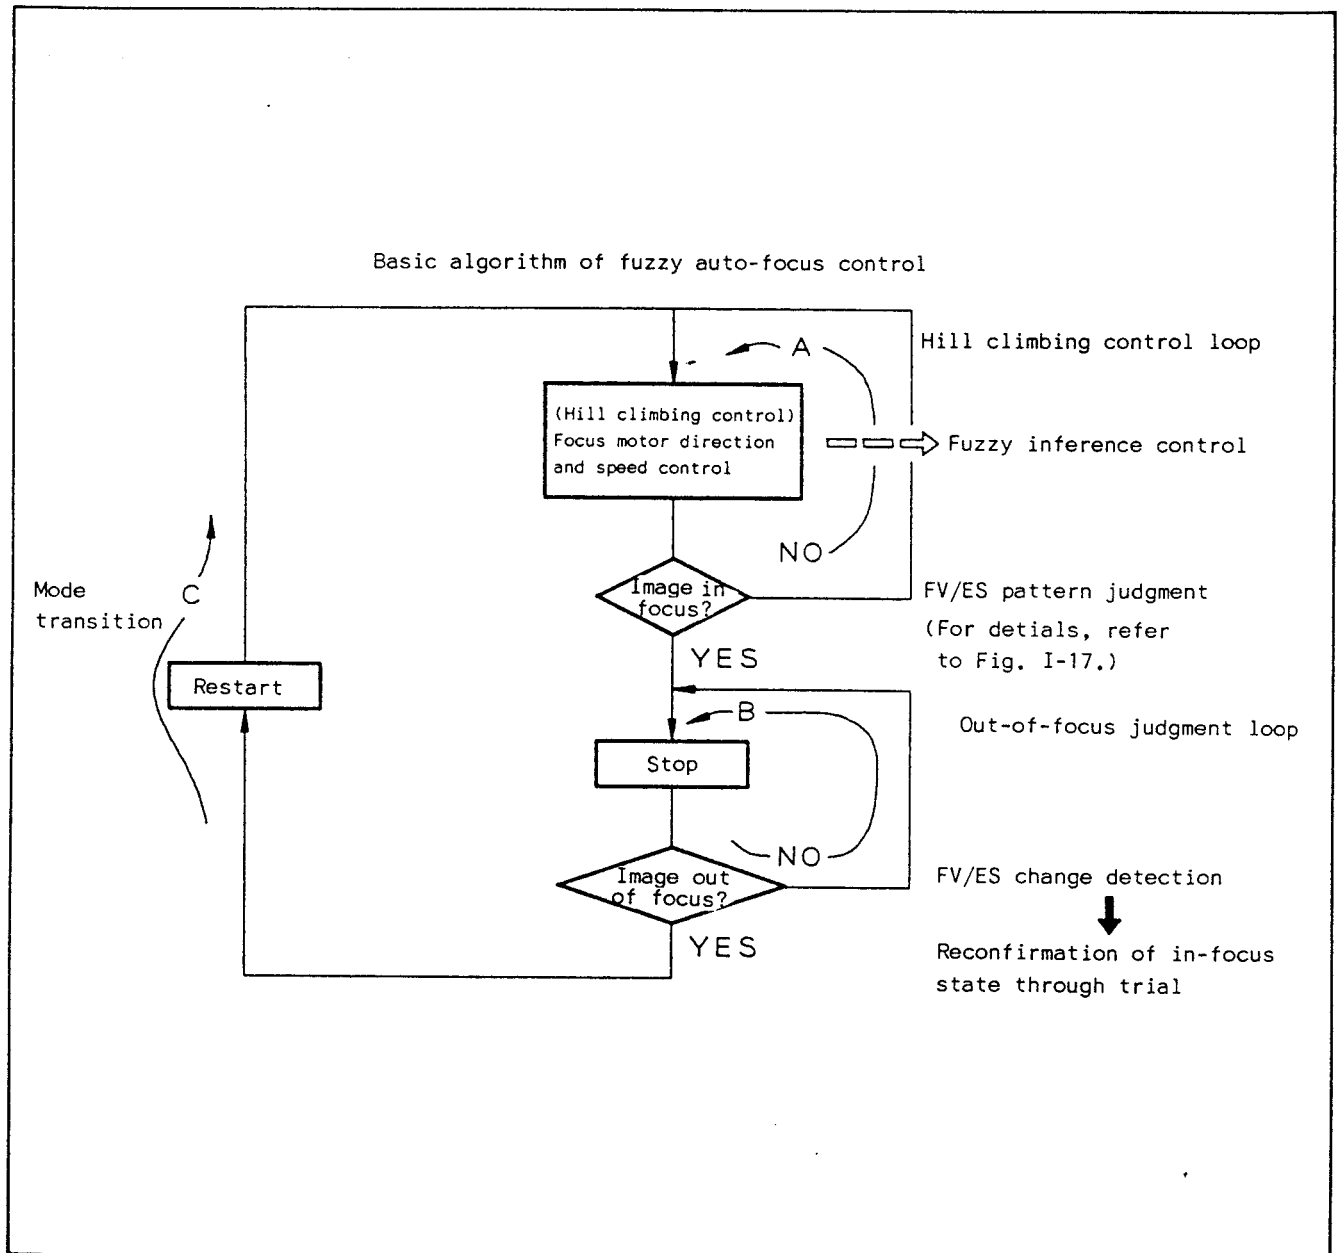 Basic algorithm of fuzzy auto-focus control
A
Hill climbing control loop
(Hill climbing control)
Focus motor direction
and speed control
Fuzzy inference control
NO
Mode
transition
C
Image in
focus?
FV/ES pattern judgment
(For detials, refer
to Fig. I-17.)
YES
Restart
B
Out-of-focus judgment loop
Stop
NO
Image out
of focus?
FV/ES change detection
YES
Reconfirmation of in-focus
state through trial